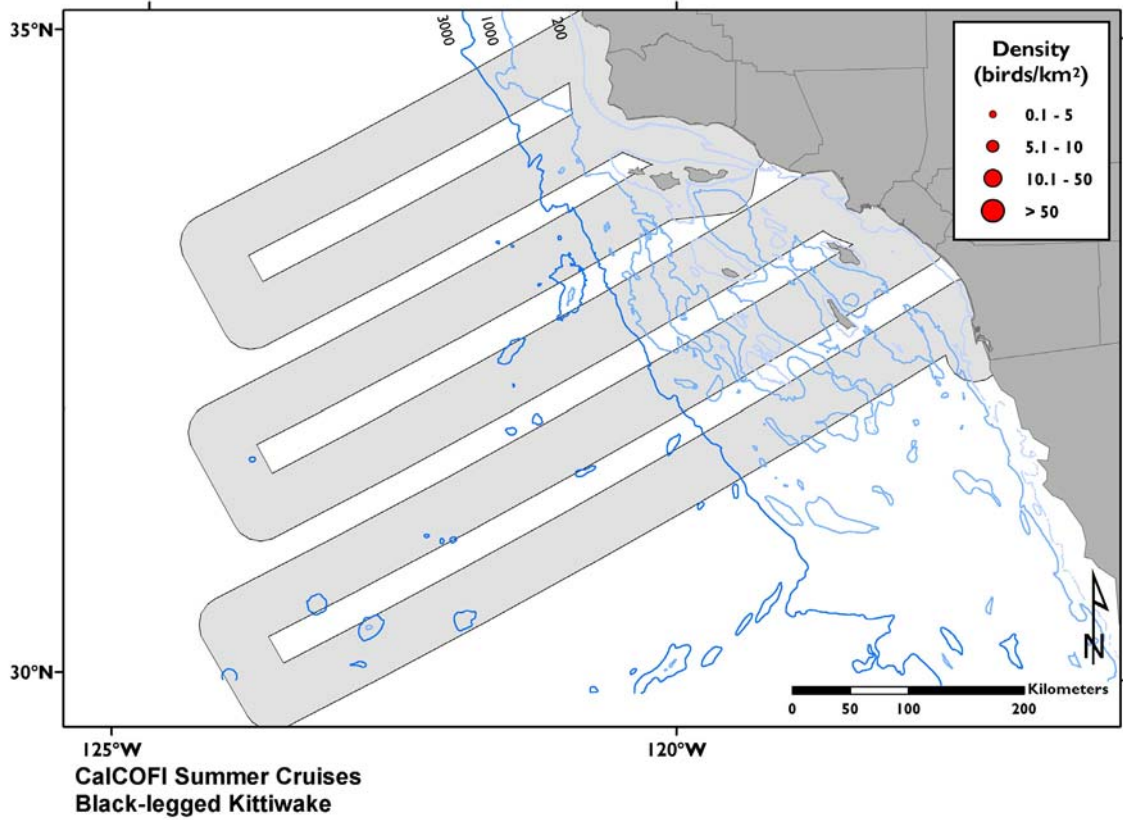 35°N
3000
1000
200
Density
(birds/km²)
0.1 - 5
5.1 - 10
10.1 - 50
> 50
30°N
N
Kilometers
0 50 100 200
125°W 120°W
CalCOFI Summer Cruises
Black-legged Kittiwake